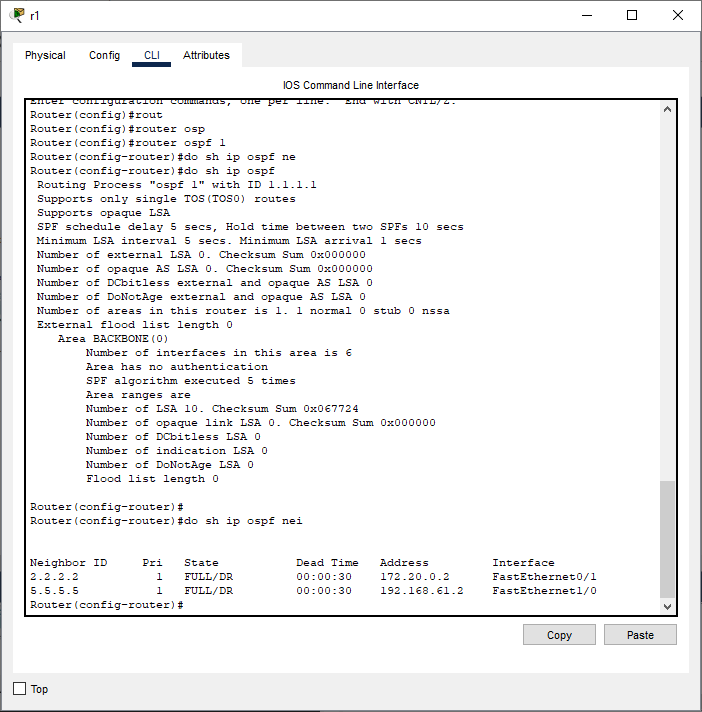 r1
Physical Config CLI Attributes
IOS Command Line Interface
Enter configuration commands, one per line. End with CNTL/Z.
Router(config)#rout
Router(config)#router osp
Router(config)#router ospf 1
Router(config-router)#do sh ip ospf ne
Router(config-router)#do sh ip ospf
Routing Process "ospf 1" with ID 1.1.1.1
Supports only single TOS(TOS0) routes
Supports opaque LSA
SPF schedule delay 5 secs, Hold time between two SPFs 10 secs
Minimum LSA interval 5 secs. Minimum LSA arrival 1 secs
Number of external LSA 0. Checksum Sum 0x000000
Number of opaque AS LSA 0. Checksum Sum 0x000000
Number of DCbitless external and opaque AS LSA 0
Number of DoNotAge external and opaque AS LSA 0
Number of areas in this router is 1. 1 normal 0 stub 0 nssa
External flood list length 0
Area BACKBONE(0)
Number of interfaces in this area is 6
Area has no authentication
SPF algorithm executed 5 times
Area ranges are
Number of LSA 10. Checksum Sum 0x067724
Number of opaque link LSA 0. Checksum Sum 0x000000
Number of DCbitless LSA 0
Number of indication LSA 0
Number of DoNotAge LSA 0
Flood list length 0
Router(config-router)#
Router(config-router)#do sh ip ospf nei
Neighbor ID Pri State Dead Time Address Interface
2.2.2.2 1 FULL/DR 00:00:30 172.20.0.2 FastEthernet0/1
5.5.5.5 1 FULL/DR 00:00:30 192.168.61.2 FastEthernet1/0
Router(config-router)#
Copy Paste
Top